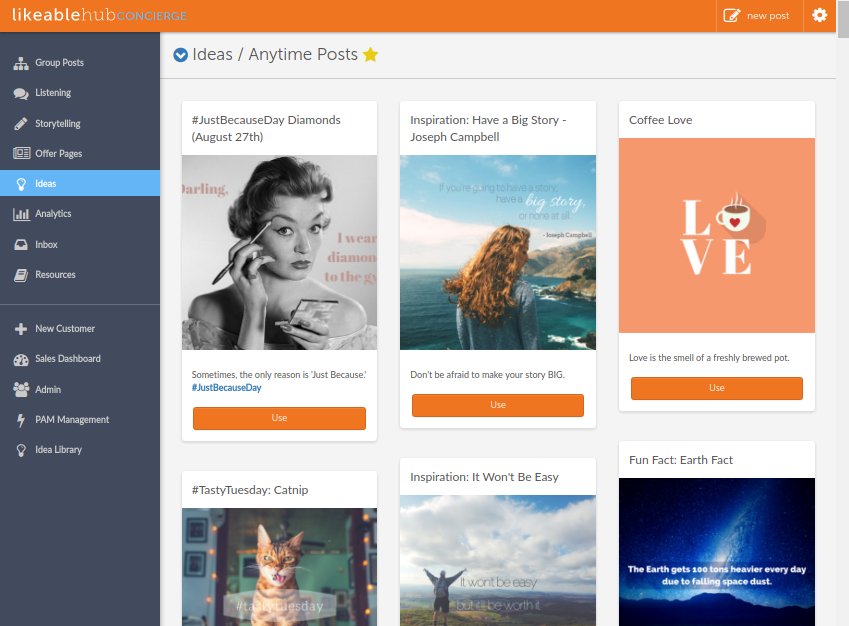 likeablehub CONCIERGE
new post
Group Posts
Listening
Storytelling
Offer Pages
Ideas
Analytics
Inbox
Resources
New Customer
Sales Dashboard
Admin
PAM Management
Idea Library
Ideas / Anytime Posts
#JustBecauseDay Diamonds
(August 27th)
Darling.
I wear
diamon
to the gy
Sometimes, the only reason is 'Just Because.'
#JustBecauseDay
Use
#TastyTuesday: Catnip
#tastytuesday
Inspiration: Have a Big Story -
Joseph Campbell
If you're going to have a story,
have a big story,
or none at all.
- Joseph Campbell
Don't be afraid to make your story BIG.
Use
Inspiration: It Won't Be Easy
It won't be easy
but it'll be worth it
Coffee Love
L
VE
Love is the smell of a freshly brewed pot.
Use
Fun Fact: Earth Fact
The Earth gets 100 tons heavier every day
due to falling space dust.